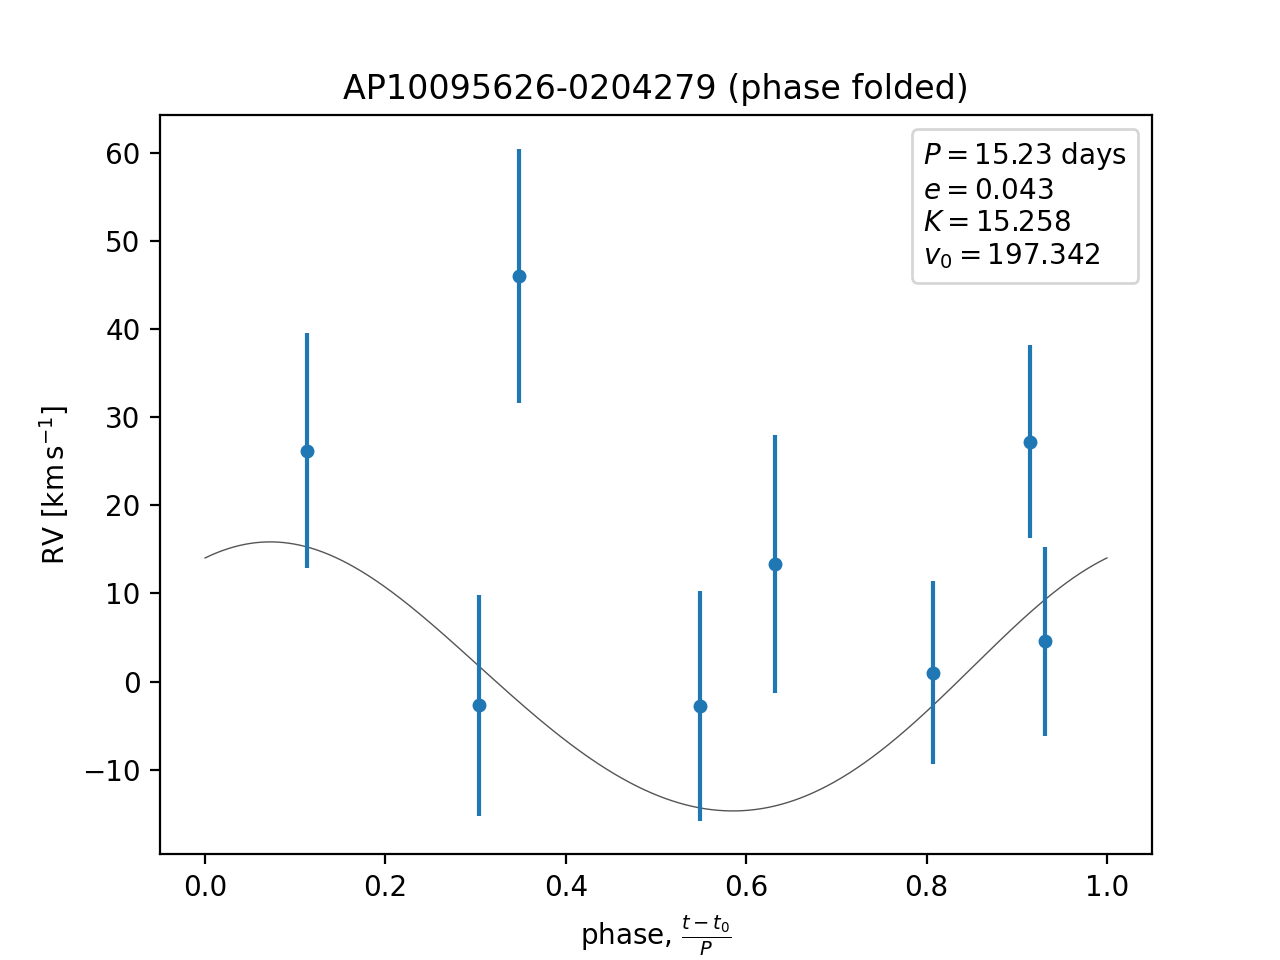 AP10095626-0204279 (phase folded)
P = 15.23 days
e = 0.043
K = 15.258
v₀ = 197.342
RV [km s⁻¹]
60
50
40
30
20
10
0
−10
0.0 0.2 0.4 0.6 0.8 1.0
phase, (t − t₀)/P